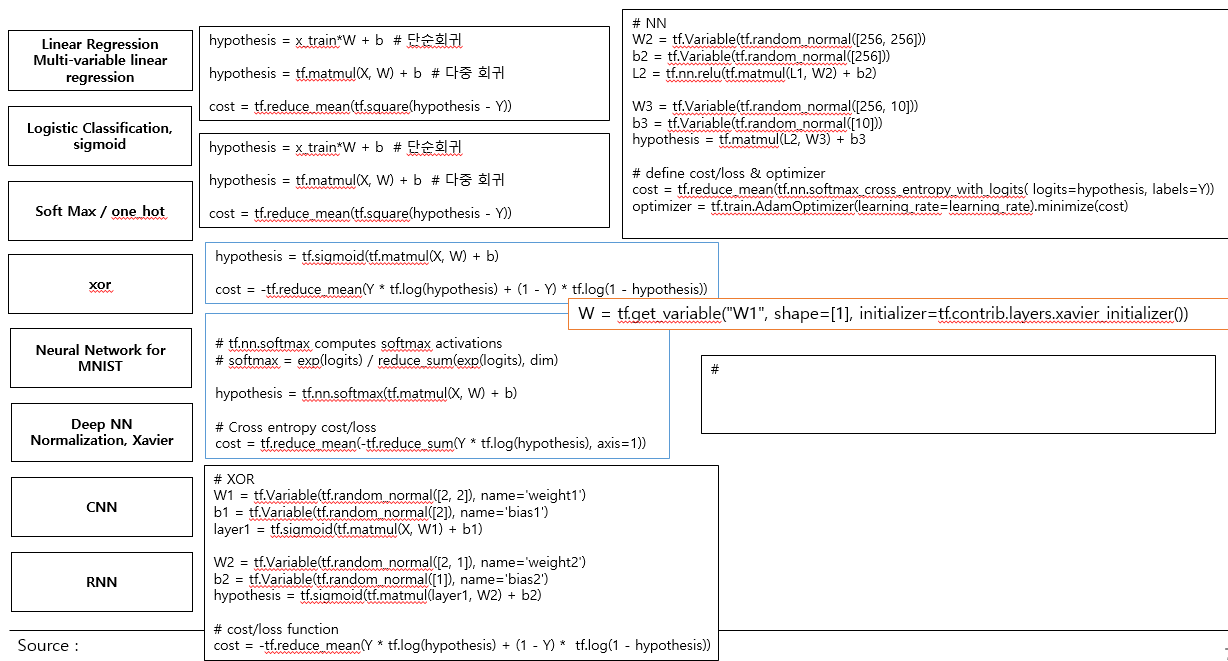 Linear Regression
Multi-variable linear
regression
Logistic Classification,
sigmoid
Soft Max / one_hot
xor
Neural Network for
MNIST
Deep NN
Normalization, Xavier
CNN
RNN
hypothesis = x_train*W + b  # 단순회귀
hypothesis = tf.matmul(X, W) + b  # 다중 회귀
cost = tf.reduce_mean(tf.square(hypothesis - Y))
hypothesis = x_train*W + b  # 단순회귀
hypothesis = tf.matmul(X, W) + b  # 다중 회귀
cost = tf.reduce_mean(tf.square(hypothesis - Y))
hypothesis = tf.sigmoid(tf.matmul(X, W) + b)
cost = -tf.reduce_mean(Y * tf.log(hypothesis) + (1 - Y) * tf.log(1 - hypothesis))
# tf.nn.softmax computes softmax activations
# softmax = exp(logits) / reduce_sum(exp(logits), dim)
hypothesis = tf.nn.softmax(tf.matmul(X, W) + b)
# Cross entropy cost/loss
cost = tf.reduce_mean(-tf.reduce_sum(Y * tf.log(hypothesis), axis=1))
# XOR
W1 = tf.Variable(tf.random_normal([2, 2]), name='weight1')
b1 = tf.Variable(tf.random_normal([2]), name='bias1')
layer1 = tf.sigmoid(tf.matmul(X, W1) + b1)
W2 = tf.Variable(tf.random_normal([2, 1]), name='weight2')
b2 = tf.Variable(tf.random_normal([1]), name='bias2')
hypothesis = tf.sigmoid(tf.matmul(layer1, W2) + b2)
# cost/loss function
cost = -tf.reduce_mean(Y * tf.log(hypothesis) + (1 - Y) *  tf.log(1 - hypothesis))
# NN
W2 = tf.Variable(tf.random_normal([256, 256]))
b2 = tf.Variable(tf.random_normal([256]))
L2 = tf.nn.relu(tf.matmul(L1, W2) + b2)
W3 = tf.Variable(tf.random_normal([256, 10]))
b3 = tf.Variable(tf.random_normal([10]))
hypothesis = tf.matmul(L2, W3) + b3
# define cost/loss & optimizer
cost = tf.reduce_mean(tf.nn.softmax_cross_entropy_with_logits( logits=hypothesis, labels=Y))
optimizer = tf.train.AdamOptimizer(learning_rate=learning_rate).minimize(cost)
W = tf.get_variable("W1", shape=[1], initializer=tf.contrib.layers.xavier_initializer())
#
Source :